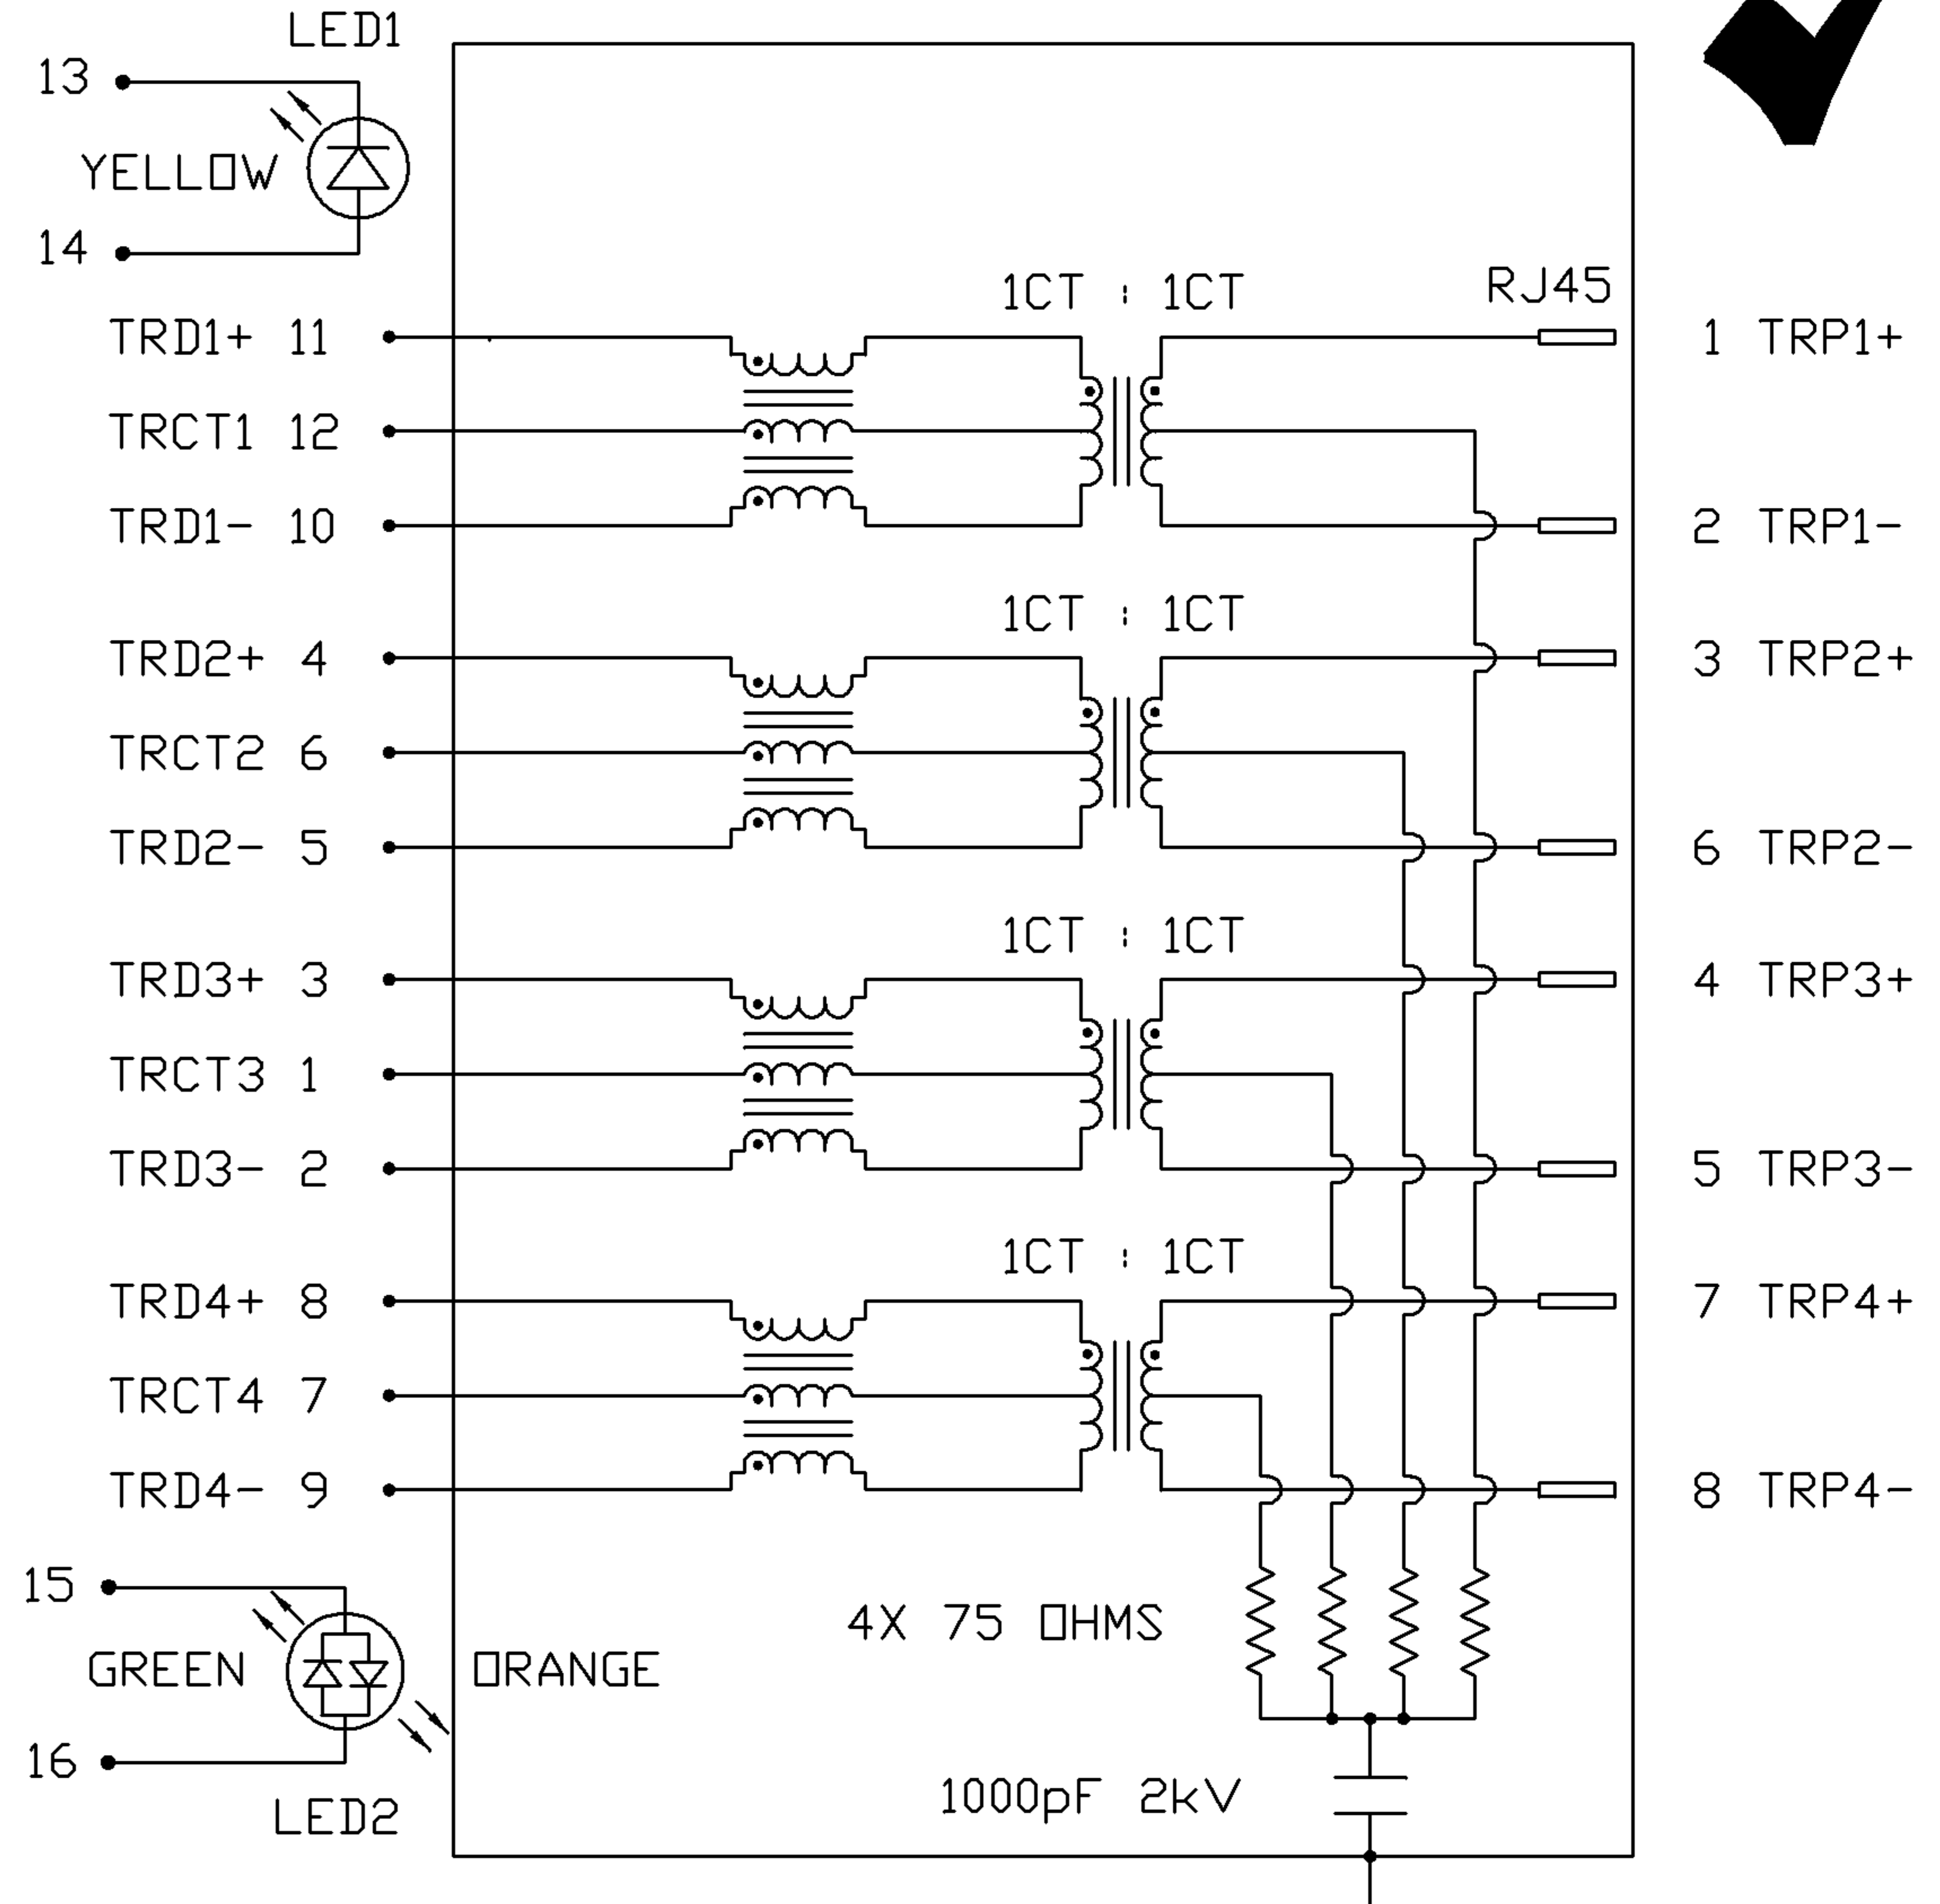 LED1
13
YELLOW
14
1CT : 1CT
RJ45
TRD1+ 11
1 TRP1+
TRCT1 12
TRD1- 10
2 TRP1-
1CT : 1CT
TRD2+ 4
3 TRP2+
TRCT2 6
TRD2- 5
6 TRP2-
1CT : 1CT
TRD3+ 3
4 TRP3+
TRCT3 1
TRD3- 2
5 TRP3-
1CT : 1CT
TRD4+ 8
7 TRP4+
TRCT4 7
TRD4- 9
8 TRP4-
15
4X 75 OHMS
GREEN
ORANGE
16
1000pF 2kV
LED2